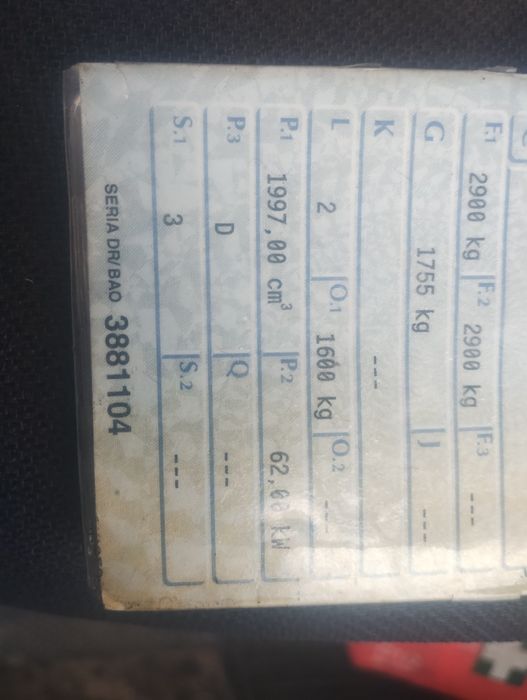 F.1 2900 kg F.2 2900 kg F.3 ---
G 1755 kg J ---
K ---
L 2 O.1 1600 kg O.2 ---
P.1 1997,00 cm³ P.2 62,00 kW
P.3 D Q ---
S.1 3 S.2 ---
SERIA DR/BAO 3881104